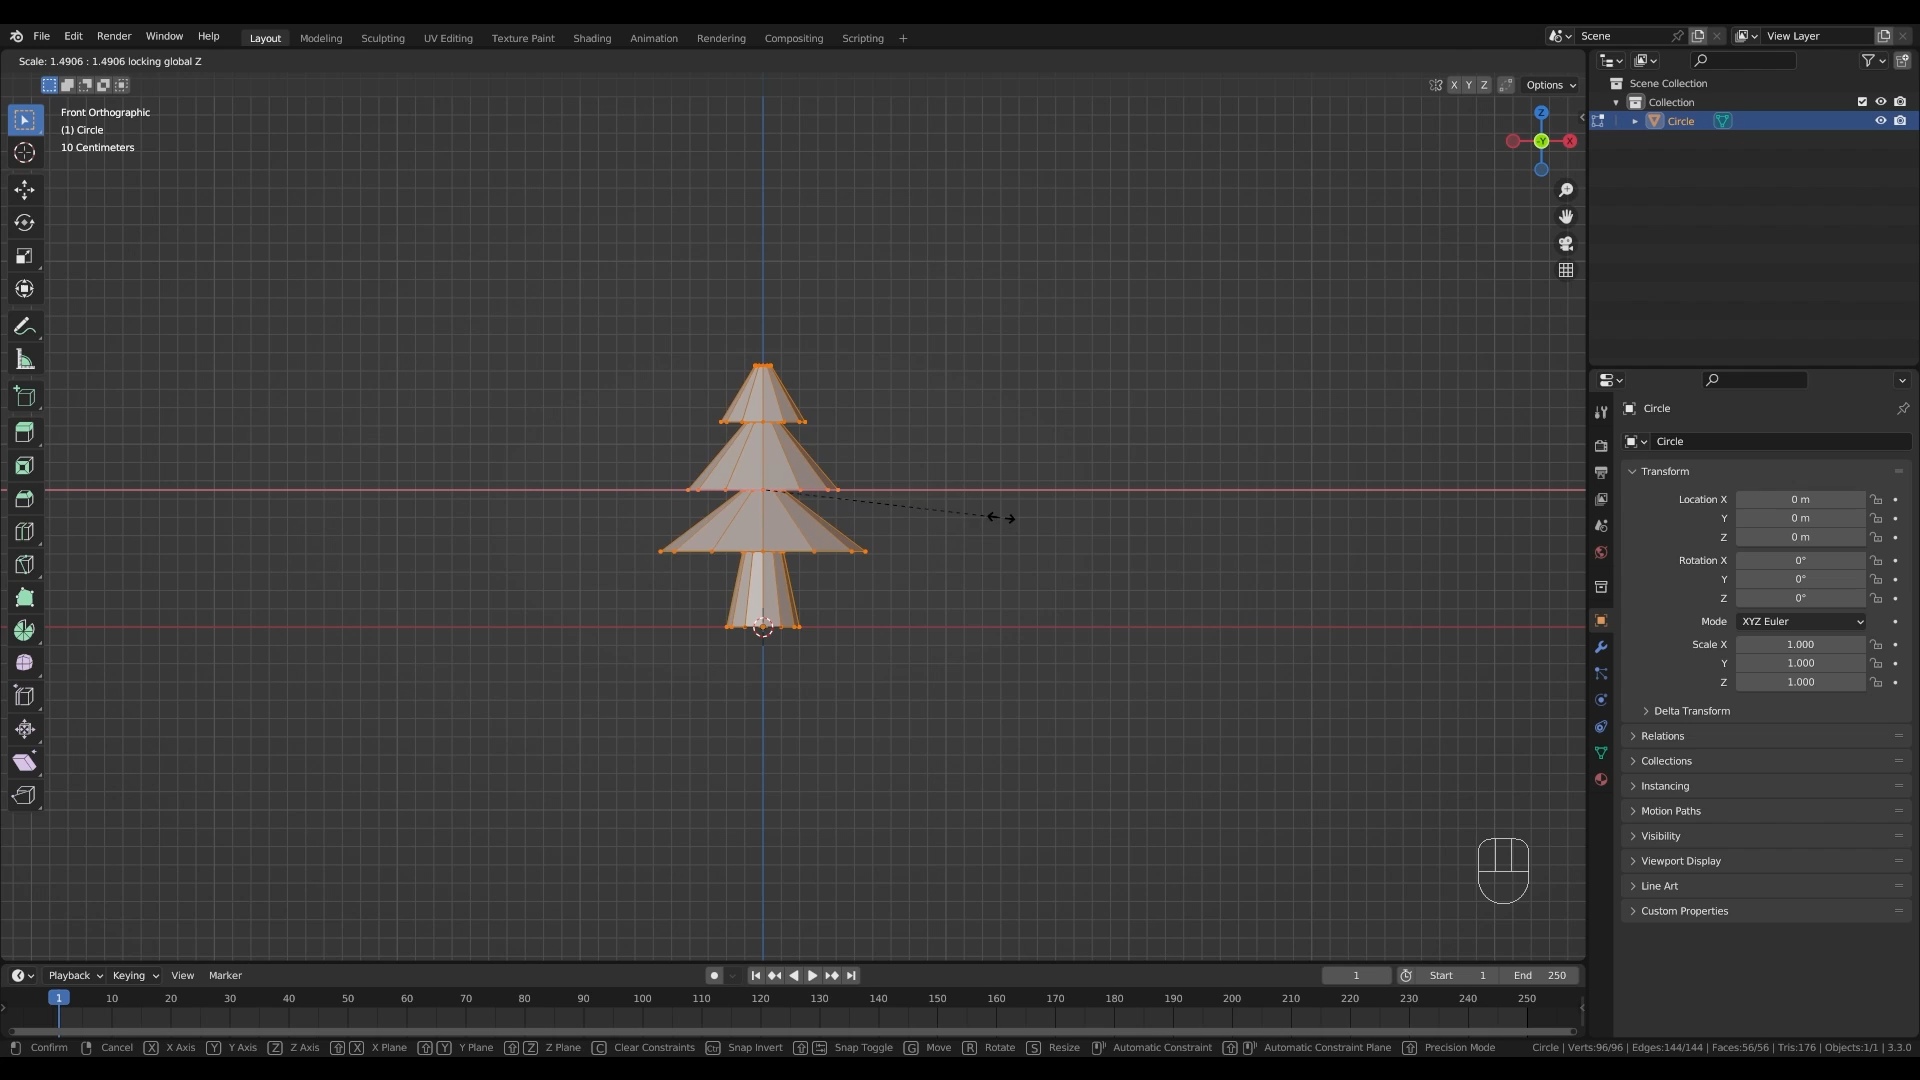 File Edit Render Window Help Layout Modeling Sculpting UV Editing Texture Paint Shading Animation Rendering Compositing Scripting + Scene View Layer
Scale: 1.4906 : 1.4906 locking global Z
X Y Z Options
Front Orthographic
(1) Circle
10 Centimeters
Z
Y
X
Scene Collection
Collection
Circle
Circle
Circle
Transform
Location X 0 m
Y 0 m
Z 0 m
Rotation X 0°
Y 0°
Z 0°
Mode XYZ Euler
Scale X 1.000
Y 1.000
Z 1.000
Delta Transform
Relations
Collections
Instancing
Motion Paths
Visibility
Viewport Display
Line Art
Custom Properties
Playback Keying View Marker 1 Start 1 End 250
1 10 20 30 40 50 60 70 80 90 100 110 120 130 140 150 160 170 180 190 200 210 220 230 240 250
Confirm Cancel X X Axis Y Y Axis Z Z Axis X X Plane Y Y Plane Z Z Plane C Clear Constraints Ctrl Snap Invert Snap Toggle G Move R Rotate S Resize Automatic Constraint Automatic Constraint Plane Precision Mode Circle | Verts:96/96 | Edges:144/144 | Faces:56/56 | Tris:176 | Objects:1/1 | 3.3.0